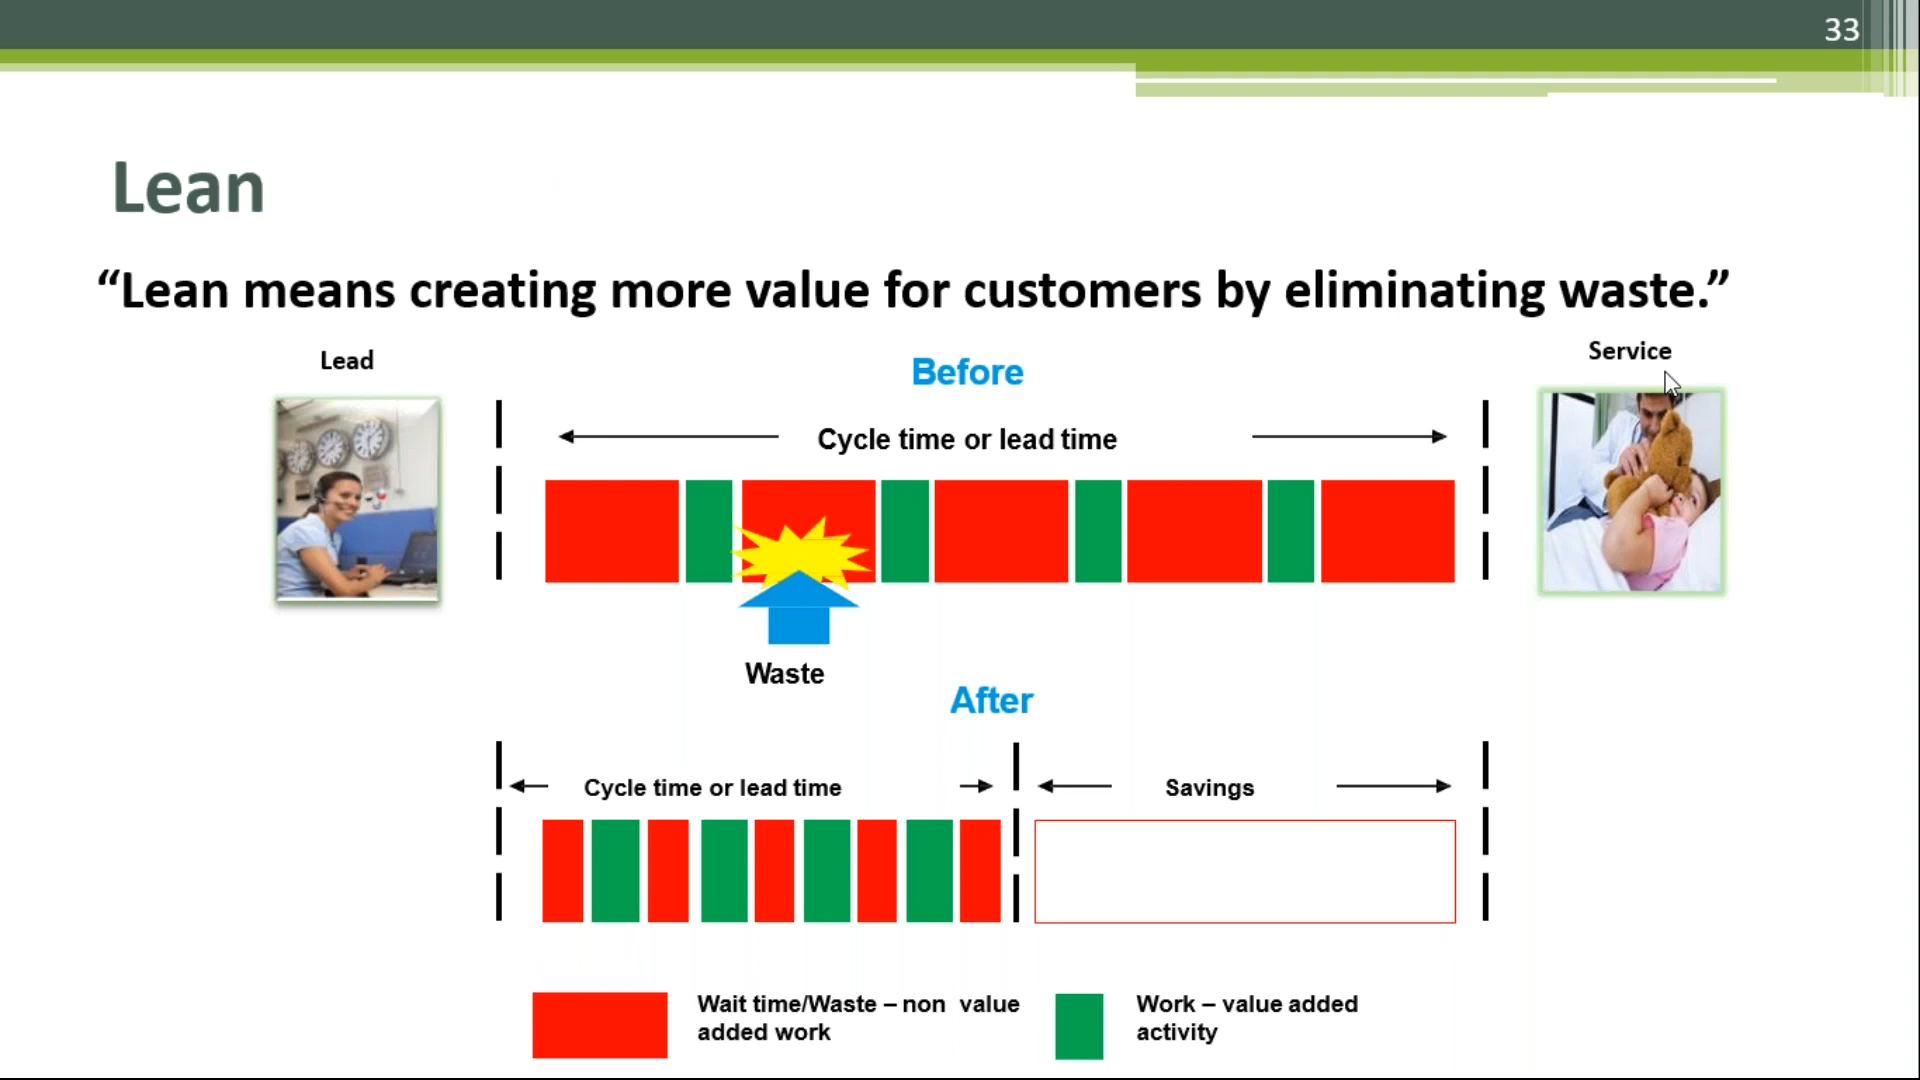 33
Lean
“Lean means creating more value for customers by eliminating waste.”
Lead
Before
Service
Cycle time or lead time
Waste
After
Cycle time or lead time
Savings
Wait time/Waste – non value
added work
Work – value added
activity